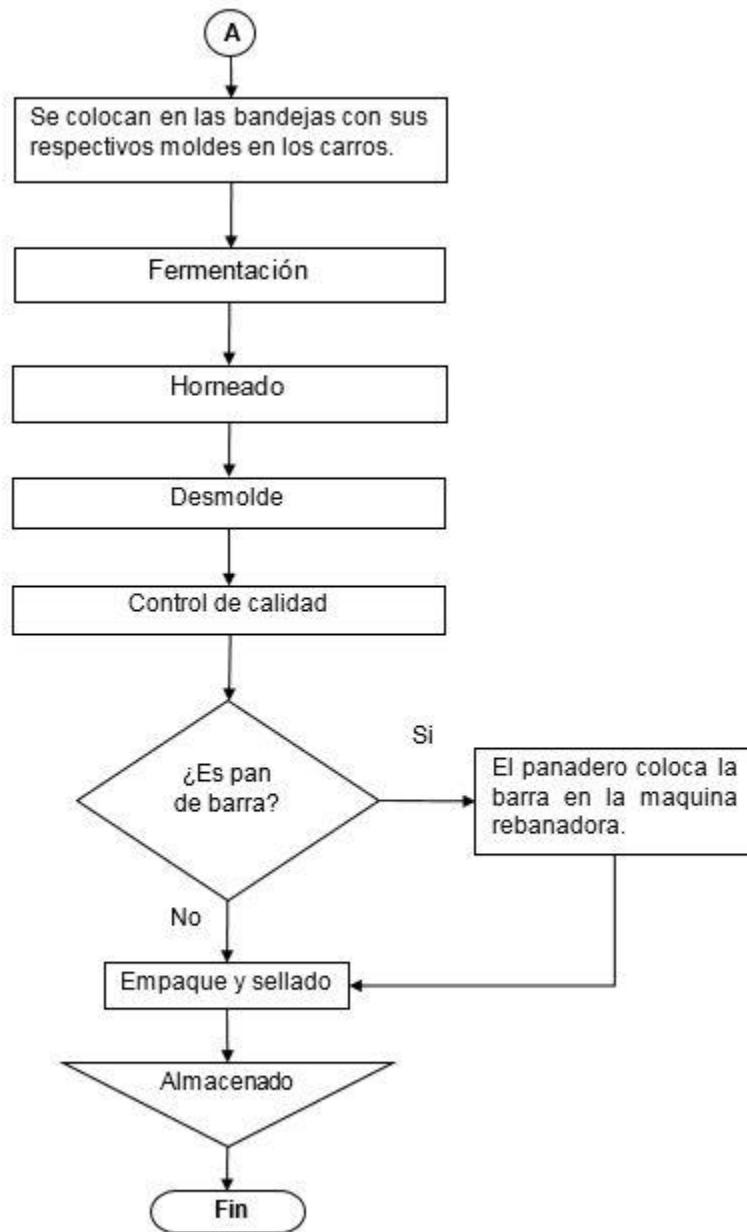 A
Se colocan en las bandejas con sus
respectivos moldes en los carros.
Fermentación
Horneado
Desmolde
Control de calidad
¿Es pan
de barra?
Si
El panadero coloca la
barra en la maquina
rebanadora.
No
Empaque y sellado
Almacenado
Fin